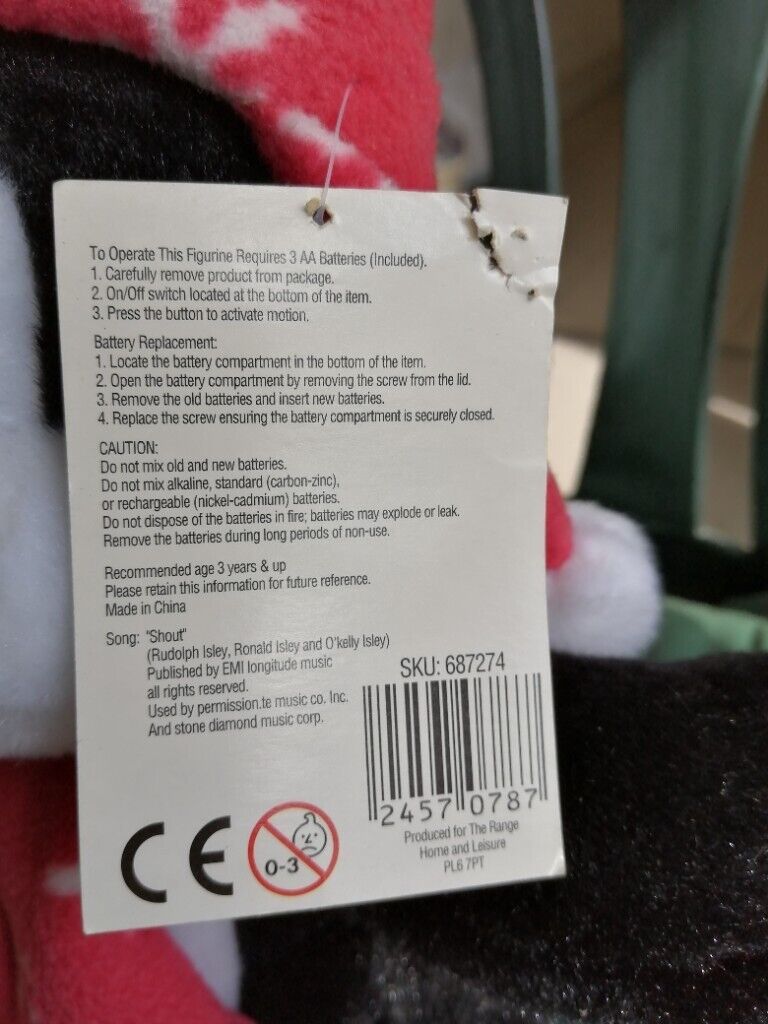 To Operate This Figurine Requires 3 AA Batteries (Included).
1. Carefully remove product from package.
2. On/Off switch located at the bottom of the item.
3. Press the button to activate motion.
Battery Replacement:
1. Locate the battery compartment in the bottom of the item.
2. Open the battery compartment by removing the screw from the lid.
3. Remove the old batteries and insert new batteries.
4. Replace the screw ensuring the battery compartment is securely closed.
CAUTION:
Do not mix old and new batteries.
Do not mix alkaline, standard (carbon-zinc),
or rechargeable (nickel-cadmium) batteries.
Do not dispose of the batteries in fire; batteries may explode or leak.
Remove the batteries during long periods of non-use.
Recommended age 3 years & up
Please retain this information for future reference.
Made in China
Song: "Shout"
(Rudolph Isley, Ronald Isley and O'kelly Isley)
Published by EMI longitude music
all rights reserved.
Used by permission.te music co. Inc.
And stone diamond music corp.
SKU: 687274
2457 0787
Produced for The Range
Home and Leisure
PL6 7PT
CE
0-3